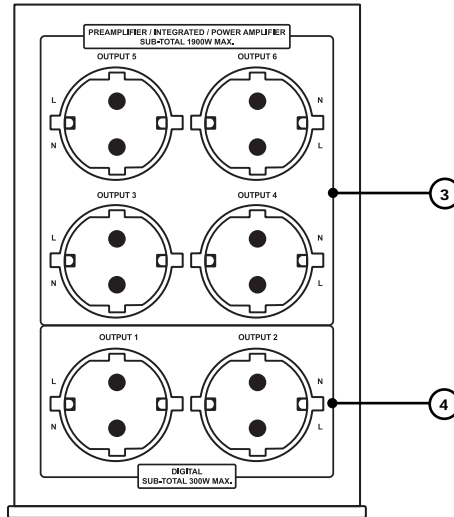 PREAMPLIFIER / INTEGRATED / POWER AMPLIFIER
SUB-TOTAL 1900W MAX.
OUTPUT 5 OUTPUT 6
L N
N L
3
OUTPUT 3 OUTPUT 4
L N
N L
OUTPUT 1 OUTPUT 2
L N
4
N L
DIGITAL
SUB-TOTAL 300W MAX.